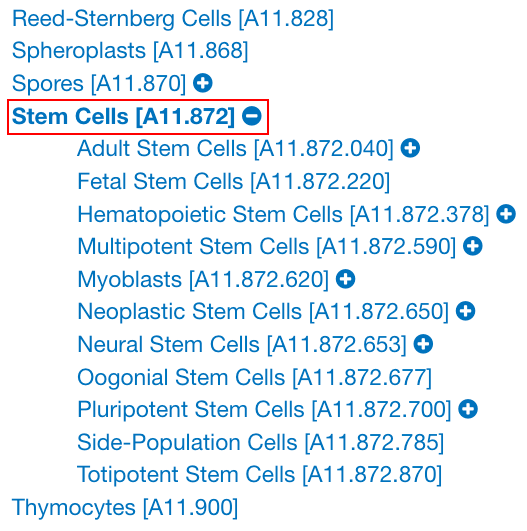 Reed-Sternberg Cells [A11.828]
Spheroplasts [A11.868]
Spores [A11.870]
Stem Cells [A11.872]
Adult Stem Cells [A11.872.040]
Fetal Stem Cells [A11.872.220]
Hematopoietic Stem Cells [A11.872.378]
Multipotent Stem Cells [A11.872.590]
Myoblasts [A11.872.620]
Neoplastic Stem Cells [A11.872.650]
Neural Stem Cells [A11.872.653]
Oogonial Stem Cells [A11.872.677]
Pluripotent Stem Cells [A11.872.700]
Side-Population Cells [A11.872.785]
Totipotent Stem Cells [A11.872.870]
Thymocytes [A11.900]